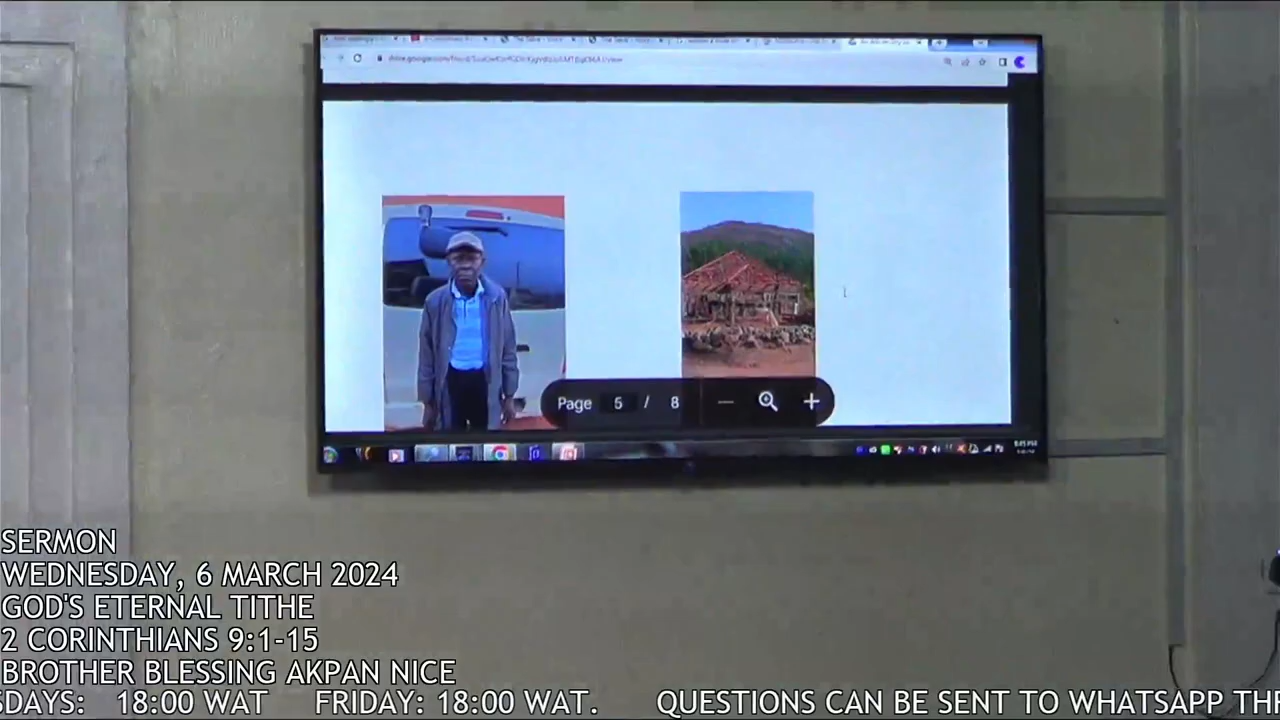 Page 5 / 8
SERMON
WEDNESDAY, 6 MARCH 2024
GOD'S ETERNAL TITHE
2 CORINTHIANS 9:1-15
BROTHER BLESSING AKPAN NICE
SDAYS: 18:00 WAT FRIDAY: 18:00 WAT. QUESTIONS CAN BE SENT TO WHATSAPP THE